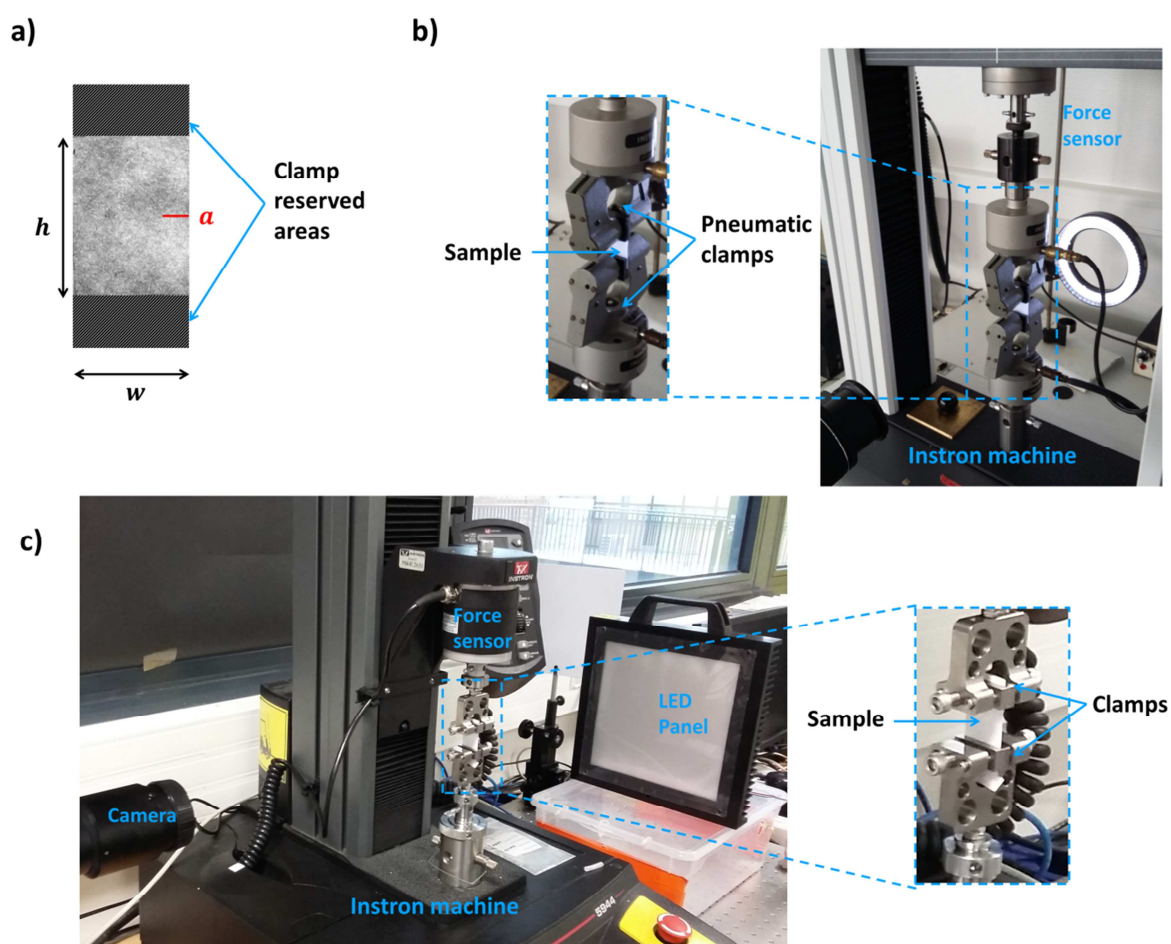 a)
h
a
w
Clamp
reserved
areas
b)
Sample
Pneumatic
clamps
Force
sensor
Instron machine
c)
INSTRON
Force
sensor
LED
Panel
Camera
Instron machine
5944
Sample
Clamps